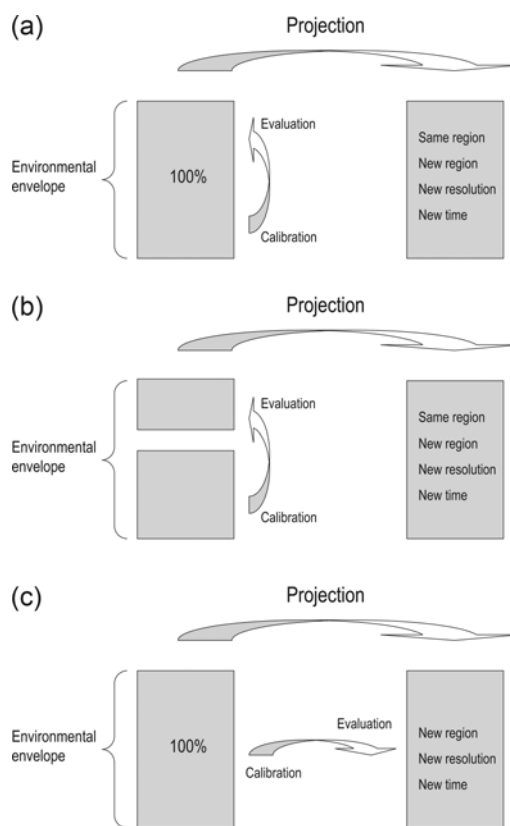 (a)
Projection
Environmental
envelope
100%
Evaluation
Calibration
Same region
New region
New resolution
New time
(b)
Projection
Environmental
envelope
Evaluation
Calibration
Same region
New region
New resolution
New time
(c)
Projection
Environmental
envelope
100%
Evaluation
Calibration
New region
New resolution
New time